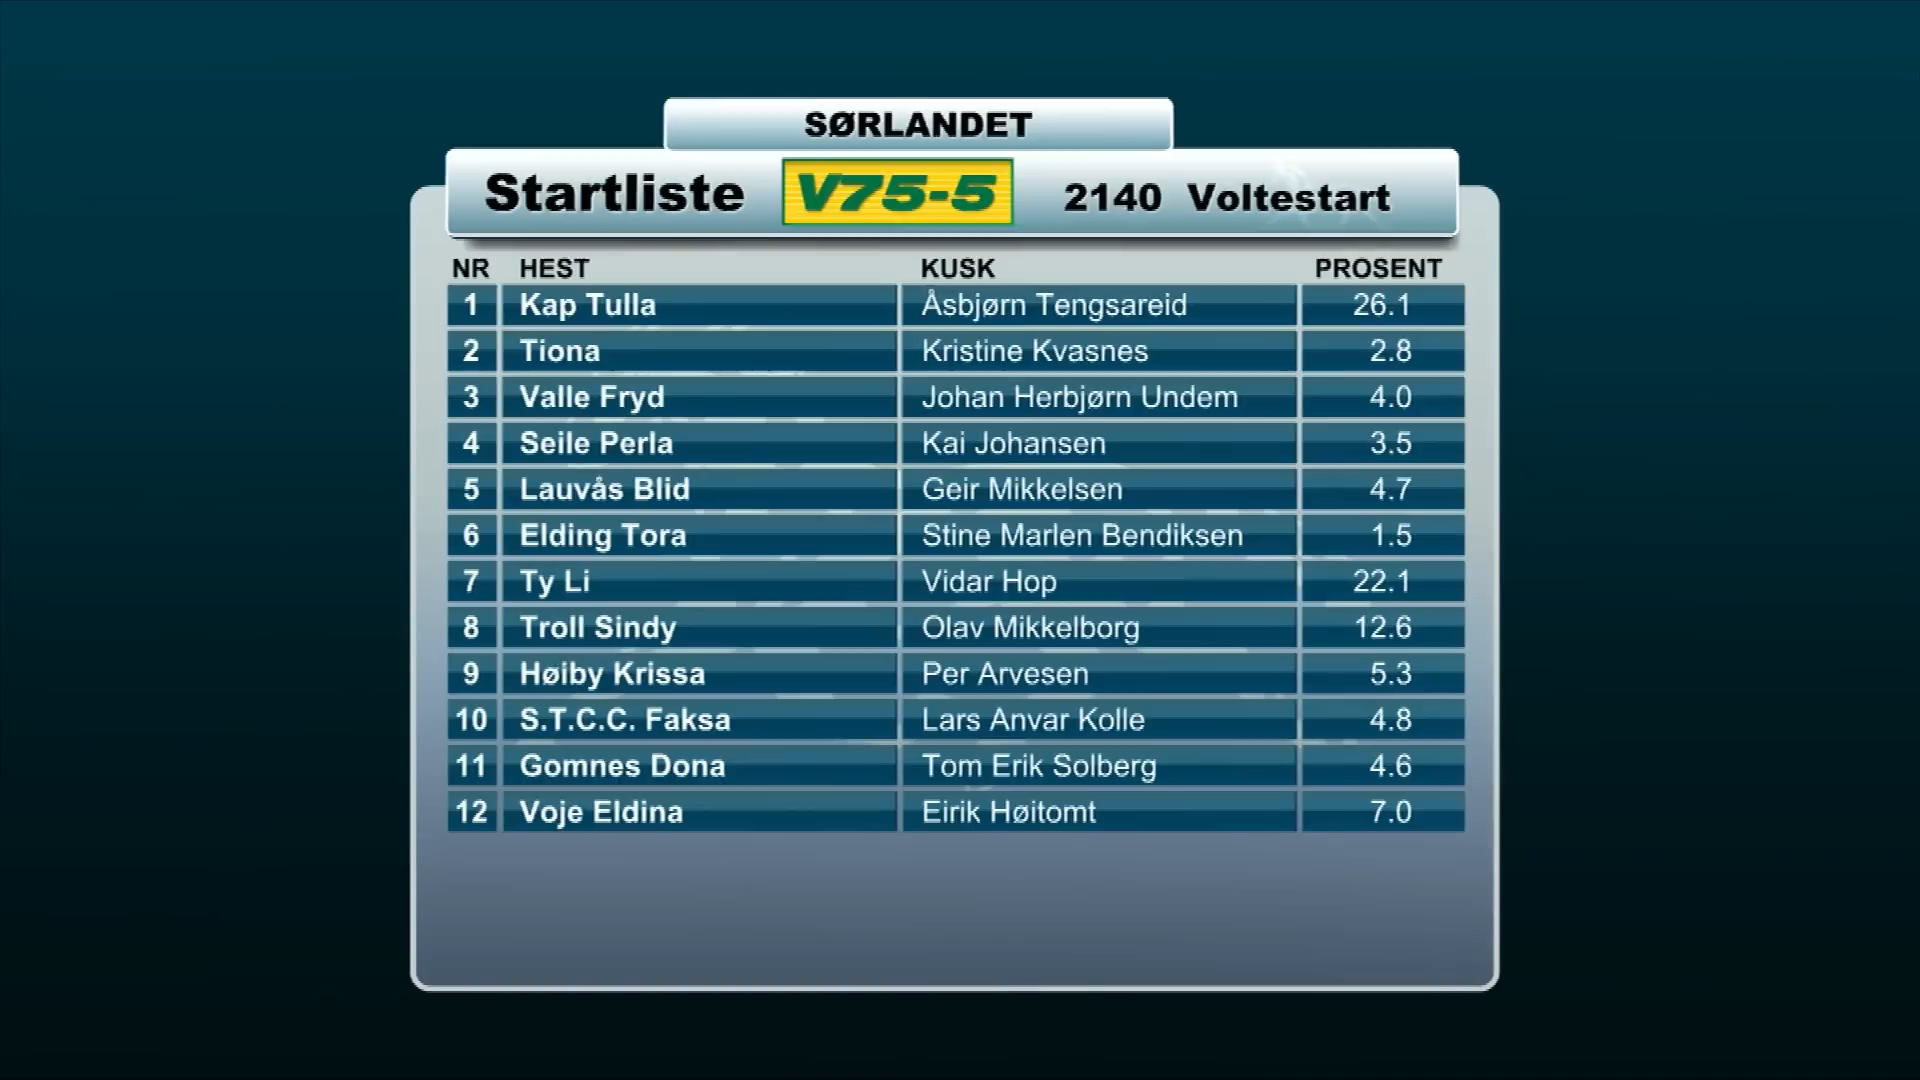 SØRLANDET
Startliste V75-5 2140 Voltestart
NR HEST KUSK PROSENT
1 Kap Tulla Åsbjørn Tengsareid 26.1
2 Tiona Kristine Kvasnes 2.8
3 Valle Fryd Johan Herbjørn Undem 4.0
4 Seile Perla Kai Johansen 3.5
5 Lauvås Blid Geir Mikkelsen 4.7
6 Elding Tora Stine Marlen Bendiksen 1.5
7 Ty Li Vidar Hop 22.1
8 Troll Sindy Olav Mikkelborg 12.6
9 Høiby Krissa Per Arvesen 5.3
10 S.T.C.C. Faksa Lars Anvar Kolle 4.8
11 Gomnes Dona Tom Erik Solberg 4.6
12 Voje Eldina Eirik Høitomt 7.0